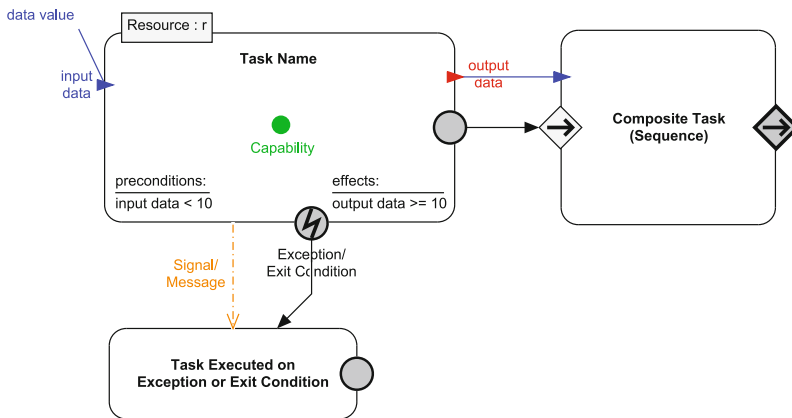 data value
Resource : r
Task Name
input
data
output
data
Capability
Composite Task
(Sequence)
preconditions:
input data < 10
effects:
output data >= 10
Exception/
Exit Condition
Signal/
Message
Task Executed on
Exception or Exit Condition